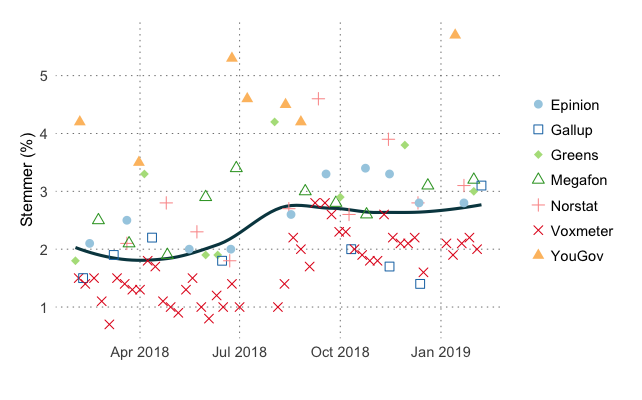 Stemmer (%)
5
4
3
2
1
Apr 2018
Jul 2018
Oct 2018
Jan 2019
Epinion
Gallup
Greens
Megafon
Norstat
Voxmeter
YouGov